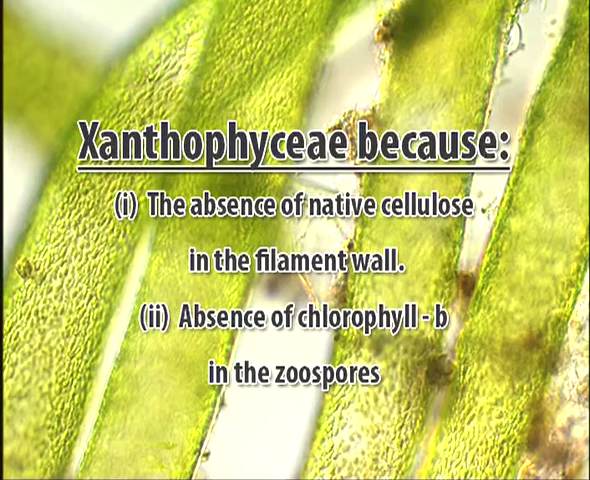 Xanthophyceae because:
(i) The absence of native cellulose
in the filament wall.
(ii) Absence of chlorophyll - b
in the zoospores